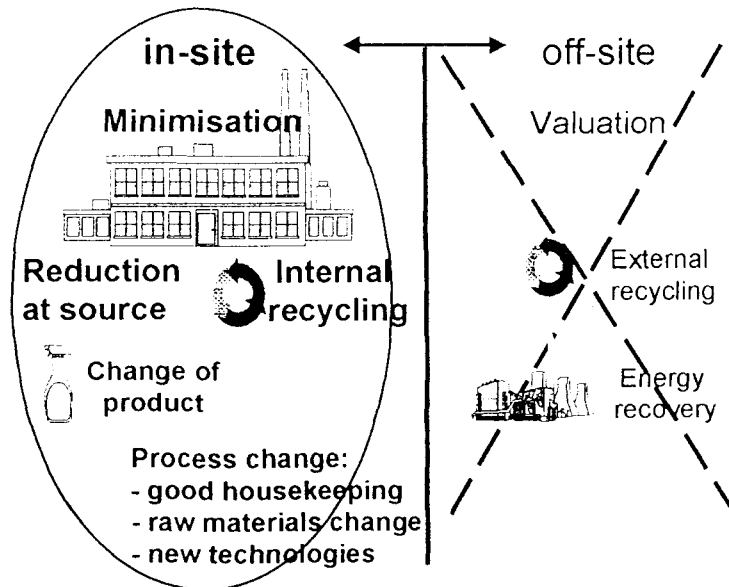 in-site
Minimisation
Reduction
at source
Internal
recycling
Change of
product
Process change:
- good housekeeping
- raw materials change
- new technologies
off-site
Valuation
External
recycling
Energy
recovery